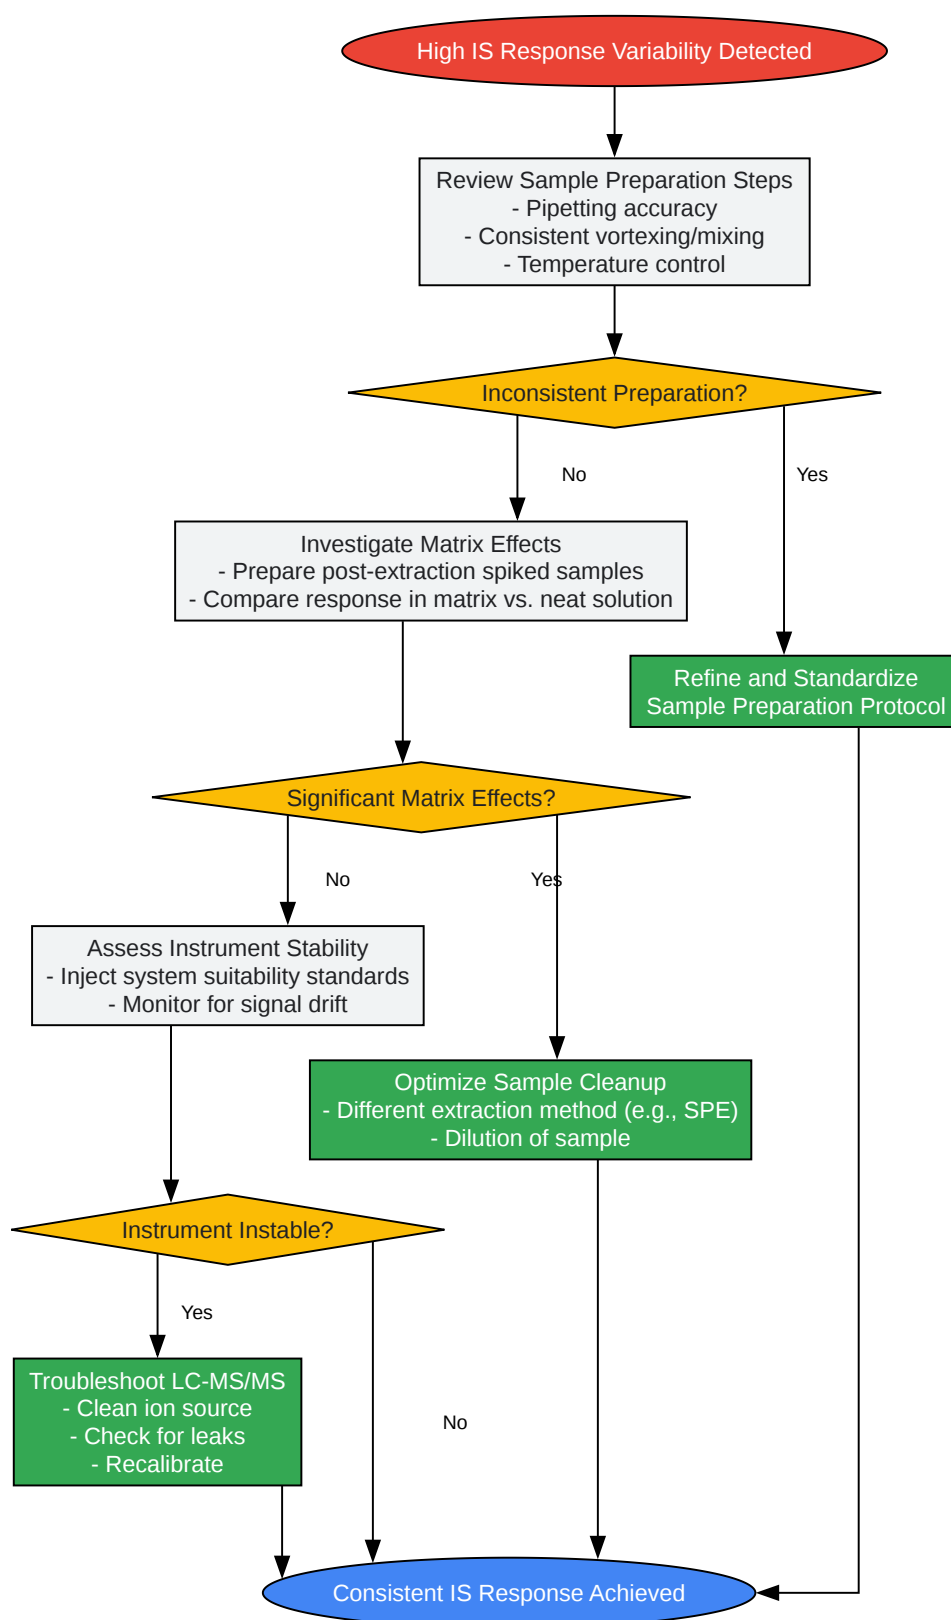 High IS Response Variability Detected
Review Sample Preparation Steps
- Pipetting accuracy
- Consistent vortexing/mixing
- Temperature control
Inconsistent Preparation?
No
Yes
Investigate Matrix Effects
- Prepare post-extraction spiked samples
- Compare response in matrix vs. neat solution
Refine and Standardize
Sample Preparation Protocol
Significant Matrix Effects?
No
Yes
Assess Instrument Stability
- Inject system suitability standards
- Monitor for signal drift
Optimize Sample Cleanup
- Different extraction method (e.g., SPE)
- Dilution of sample
Instrument Instable?
Yes
Troubleshoot LC-MS/MS
- Clean ion source
- Check for leaks
- Recalibrate
No
Consistent IS Response Achieved